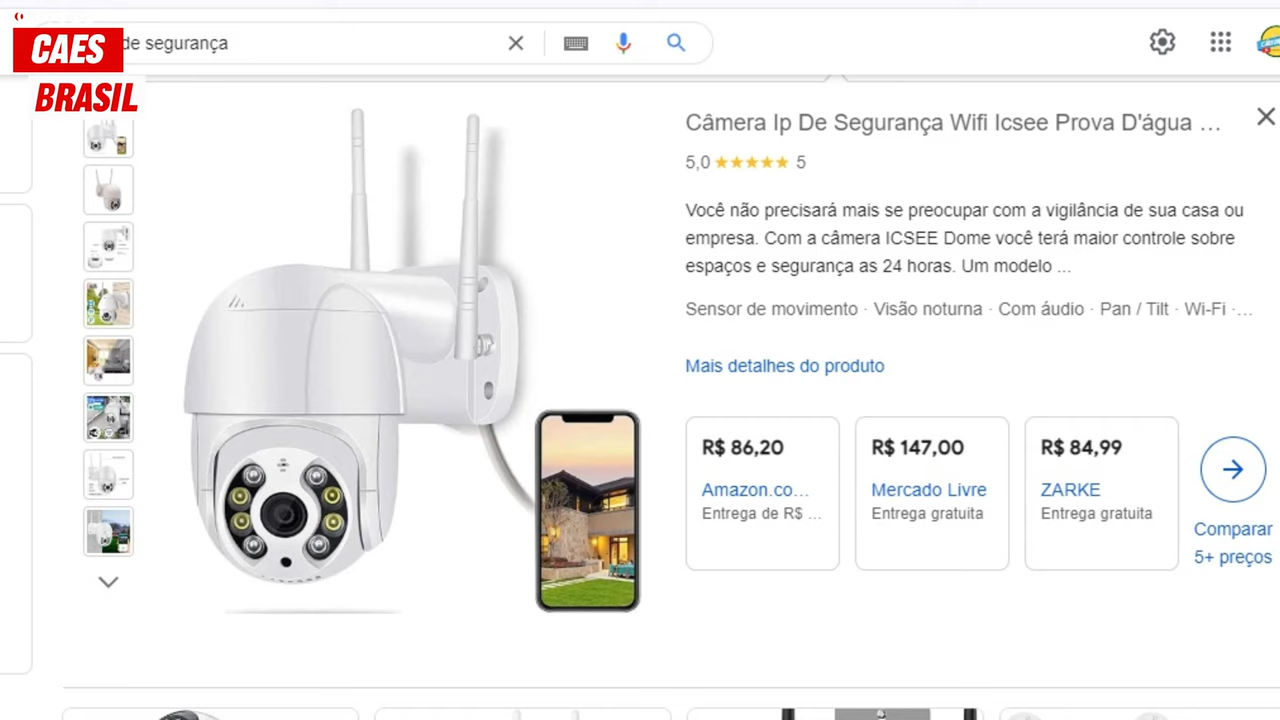 CAES
BRASIL
de segurança
Câmera Ip De Segurança Wifi Icsee Prova D'água ...
5,0 ★★★★★ 5
Você não precisará mais se preocupar com a vigilância de sua casa ou
empresa. Com a câmera ICSEE Dome você terá maior controle sobre
espaços e segurança as 24 horas. Um modelo ...
Sensor de movimento · Visão noturna · Com áudio · Pan / Tilt · Wi-Fi ·...
Mais detalhes do produto
R$ 86,20
Amazon.co...
Entrega de R$ ...
R$ 147,00
Mercado Livre
Entrega gratuita
R$ 84,99
ZARKE
Entrega gratuita
Comparar
5+ preços